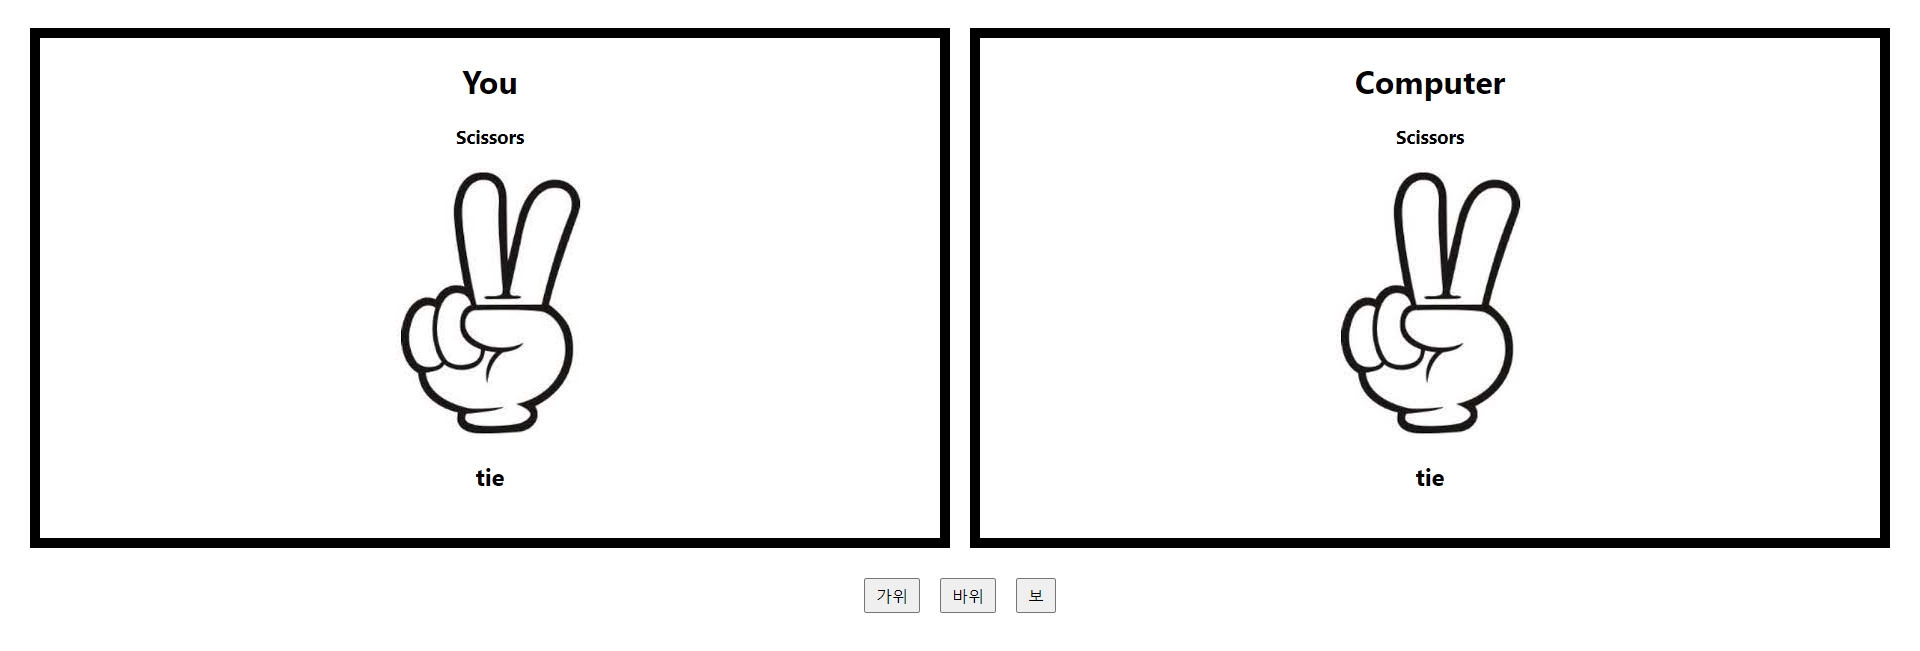 You
Scissors
tie
Computer
Scissors
tie
가위
바위
보